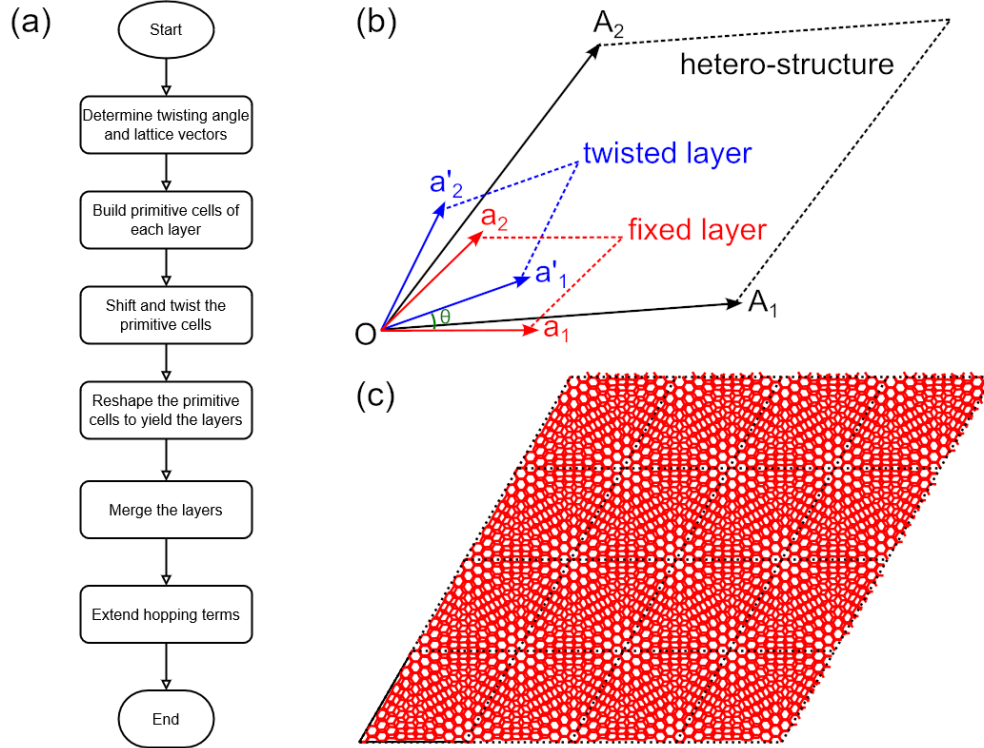 (a)
Start
Determine twisting angle
and lattice vectors
Build primitive cells of
each layer
Shift and twist the
primitive cells
Reshape the primitive
cells to yield the layers
Merge the layers
Extend hopping terms
End
(b)
A2
hetero-structure
twisted layer
a'2
a2
fixed layer
a'1
A1
θ
O
a1
(c)